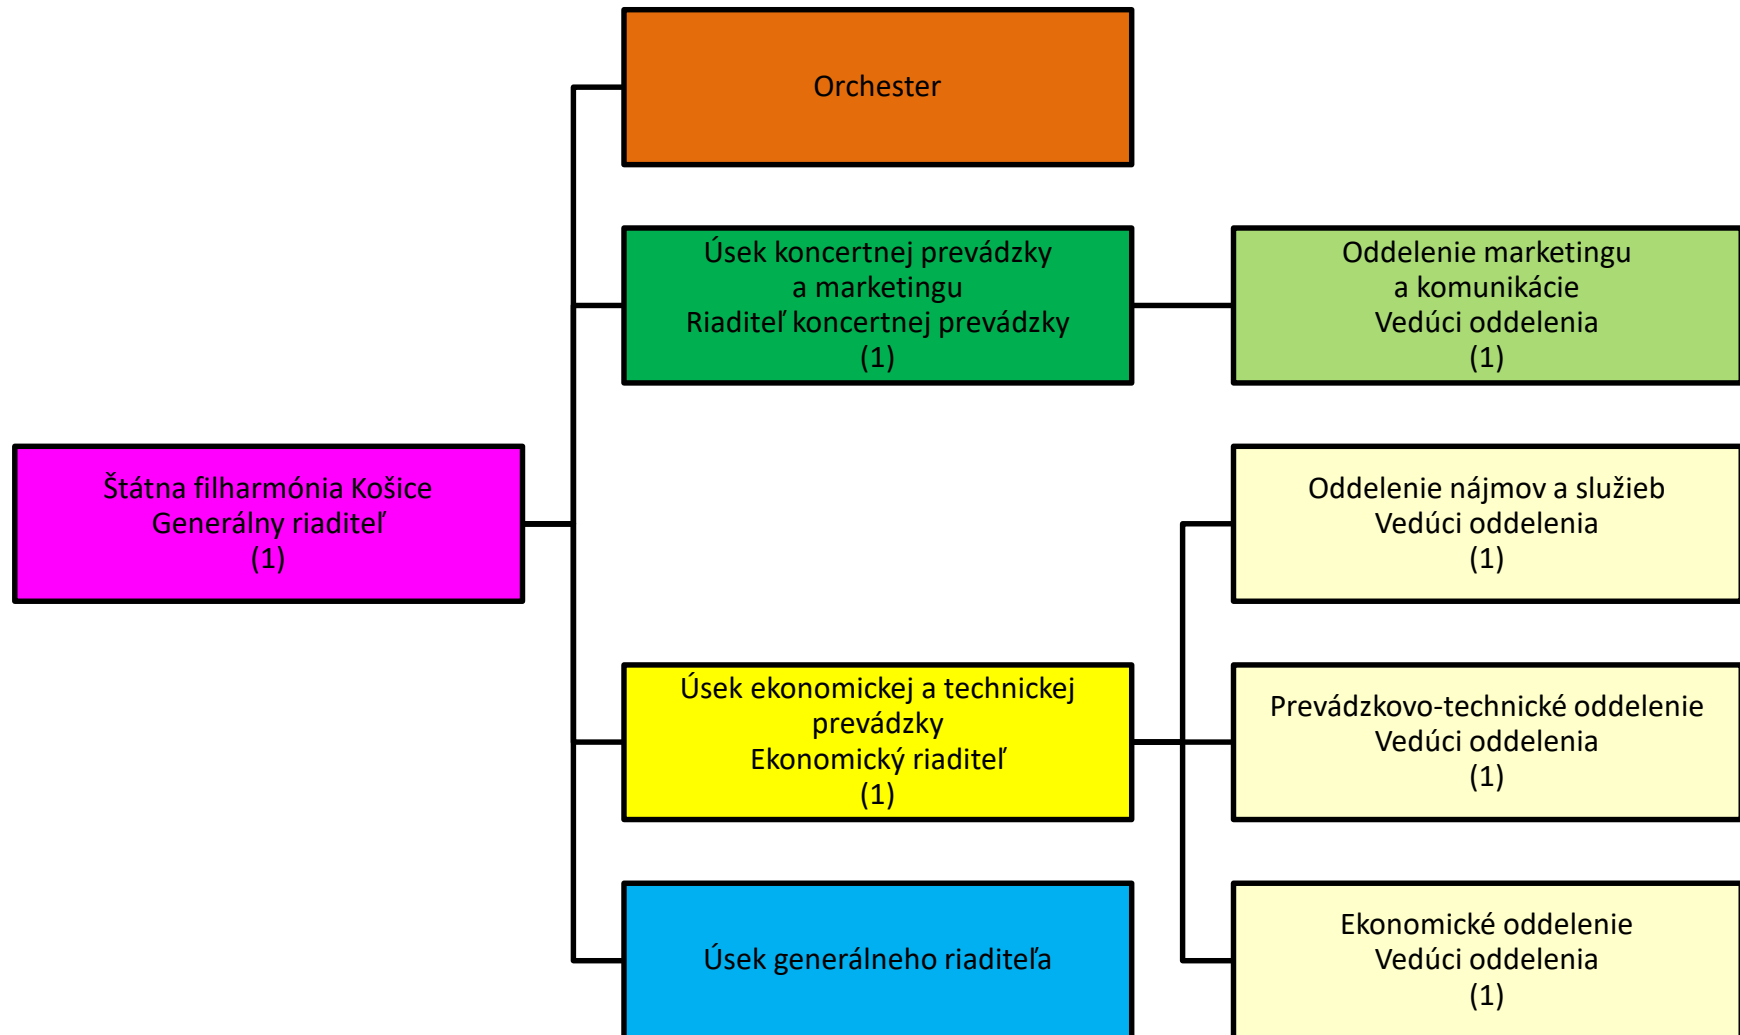 Orchester
Úsek koncertnej prevádzky
a marketingu
Riaditeľ koncertnej prevádzky
(1)
Oddelenie marketingu
a komunikácie
Vedúci oddelenia
(1)
Štátna filharmónia Košice
Generálny riaditeľ
(1)
Oddelenie nájmov a služieb
Vedúci oddelenia
(1)
Úsek ekonomickej a technickej
prevádzky
Ekonomický riaditeľ
(1)
Prevádzkovo-technické oddelenie
Vedúci oddelenia
(1)
Úsek generálneho riaditeľa
Ekonomické oddelenie
Vedúci oddelenia
(1)